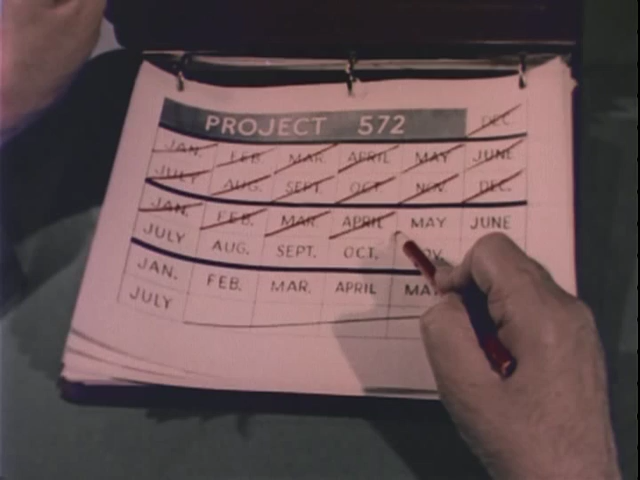 PROJECT 572
DEC.
JAN. FEB. MAR. APRIL MAY JUNE
JULY AUG. SEPT. OCT. NOV. DEC.
JAN. FEB. MAR. APRIL MAY JUNE
JULY AUG. SEPT. OCT.
JAN. FEB. MAR. APRIL
JULY